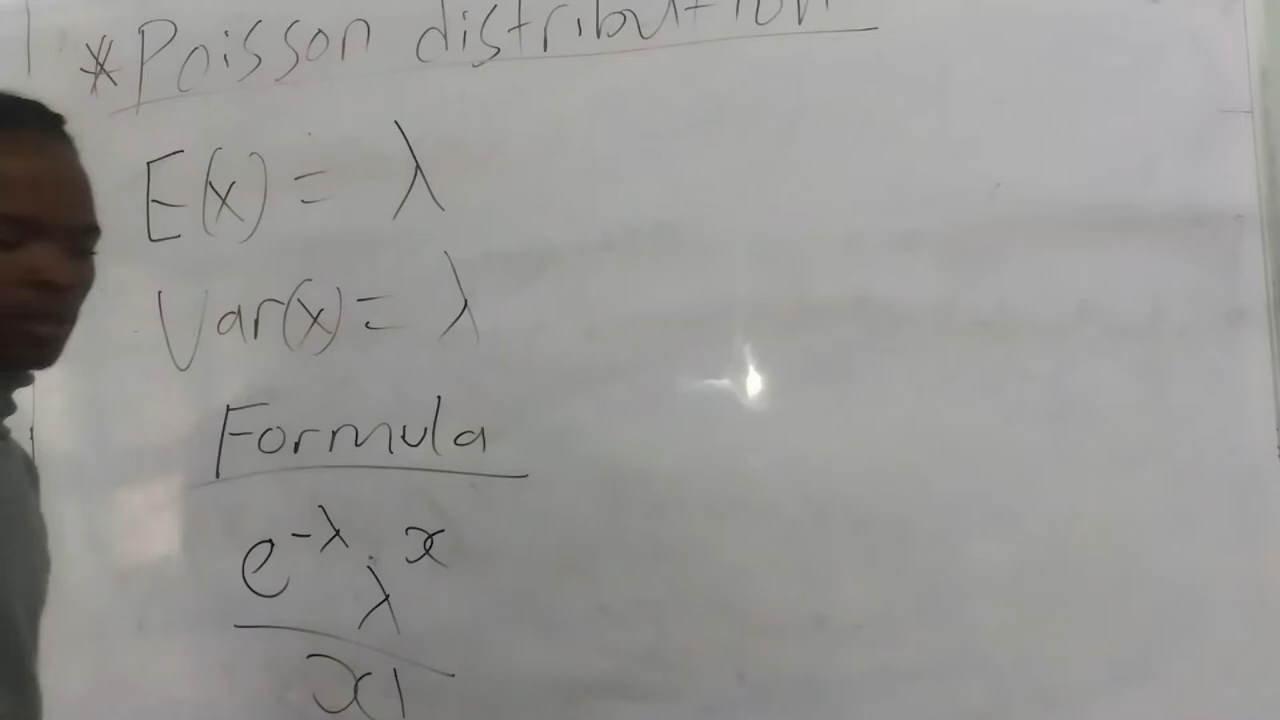 *Poisson distribution
E(x) = λ
Var(x) = λ
Formula
e^-λ . λ^x
x!